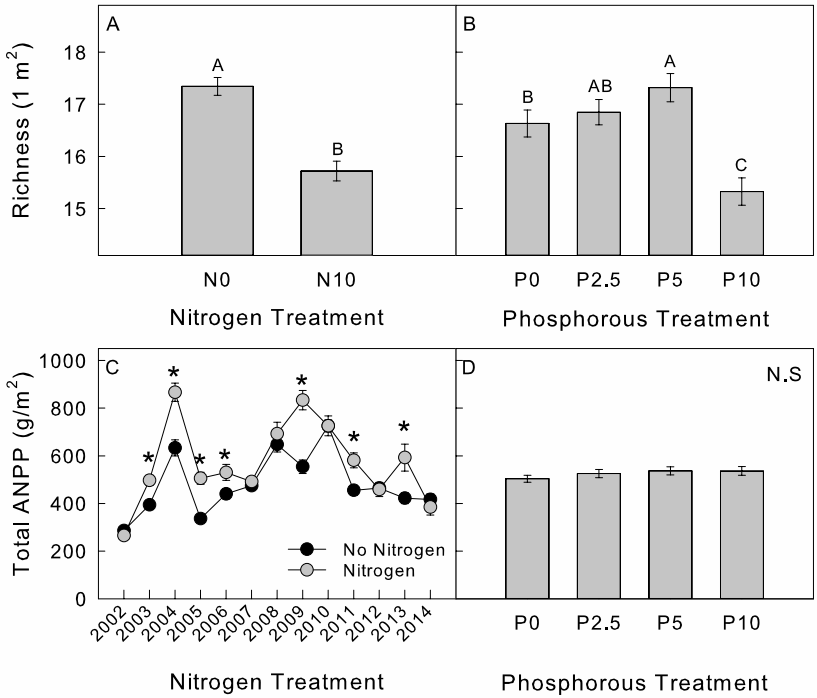 A
Richness (1 m²)
18
17
16
15
A
B
N0
N10
Nitrogen Treatment
B
B
AB
A
C
P0
P2.5
P5
P10
Phosphorous Treatment
C
Total ANPP (g/m²)
1000
800
600
400
200
0
*
*
*
*
*
*
*
No Nitrogen
Nitrogen
2002
2003
2004
2005
2006
2007
2008
2009
2010
2011
2012
2013
2014
Nitrogen Treatment
D
N.S
P0
P2.5
P5
P10
Phosphorous Treatment